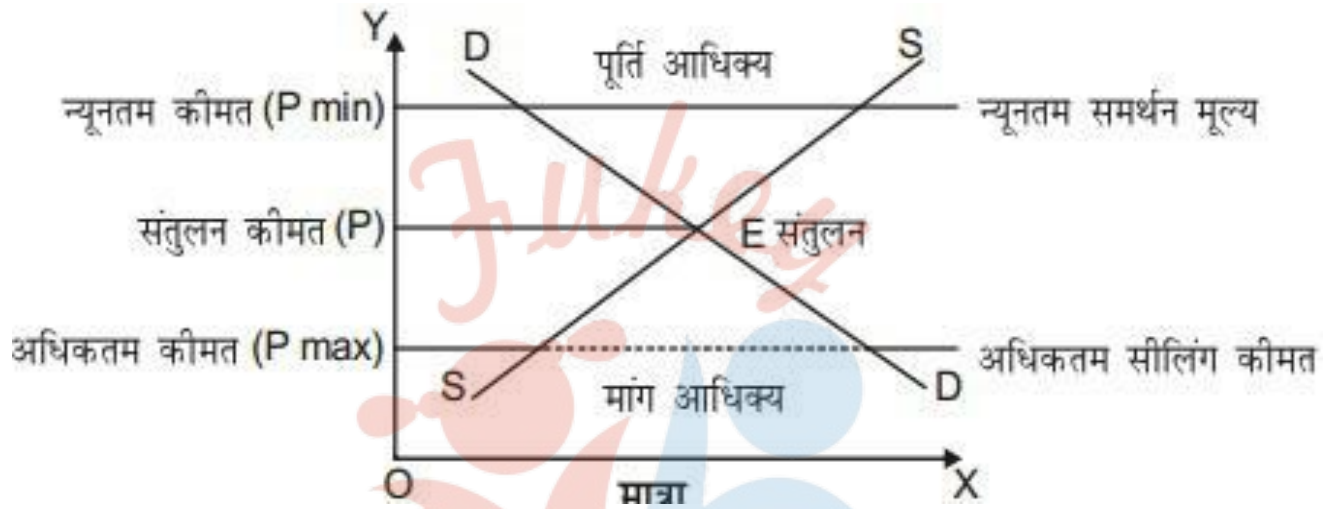 Y
D
पूर्ति आधिक्य
S
न्यूनतम कीमत (P min)
न्यूनतम समर्थन मूल्य
संतुलन कीमत (P)
E संतुलन
अधिकतम कीमत (P max)
अधिकतम सीलिंग कीमत
S
मांग आधिक्य
D
O
मात्रा
X